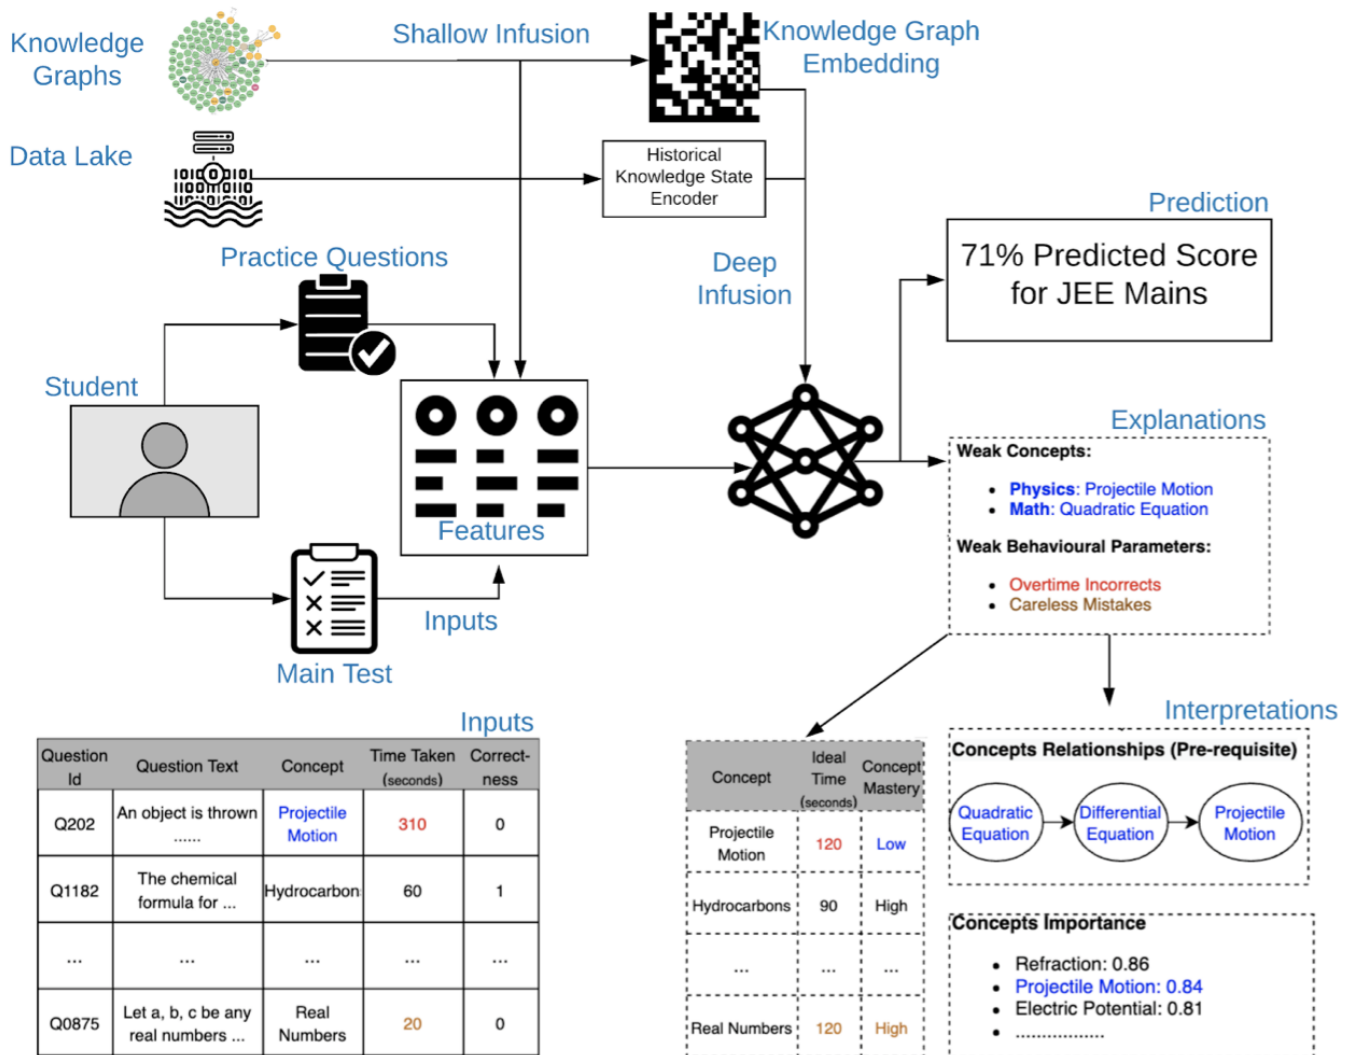 Knowledge
Graphs
Shallow Infusion
Knowledge Graph
Embedding
Data Lake
Historical
Knowledge State
Encoder
Practice Questions
Deep
Infusion
Prediction
71% Predicted Score
for JEE Mains
Student
Features
Inputs
Main Test
Explanations
Weak Concepts:
• Physics: Projectile Motion
• Math: Quadratic Equation
Weak Behavioural Parameters:
• Overtime Incorrects
• Careless Mistakes
Inputs
Question
Id
Question Text
Concept
Time Taken
(seconds)
Correct-
ness
Q202
An object is thrown
......
Projectile
Motion
310
0
Q1182
The chemical
formula for ...
Hydrocarbon
60
1
...
...
...
...
...
Q0875
Let a, b, c be any
real numbers ...
Real
Numbers
20
0
Concept
Ideal
Time
(seconds)
Concept
Mastery
Projectile
Motion
120
Low
Hydrocarbons
90
High
...
...
...
Real Numbers
120
High
Interpretations
Concepts Relationships (Pre-requisite)
Quadratic
Equation
Differential
Equation
Projectile
Motion
Concepts Importance
• Refraction: 0.86
• Projectile Motion: 0.84
• Electric Potential: 0.81
• .................